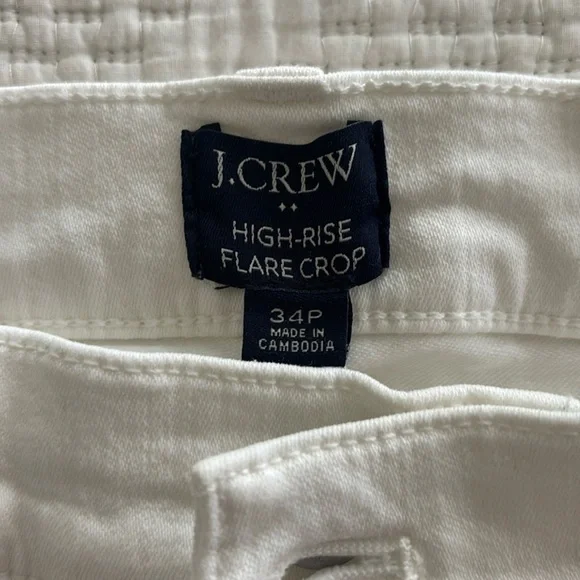 J.CREW
HIGH-RISE
FLARE CROP
34P
MADE IN
CAMBODIA